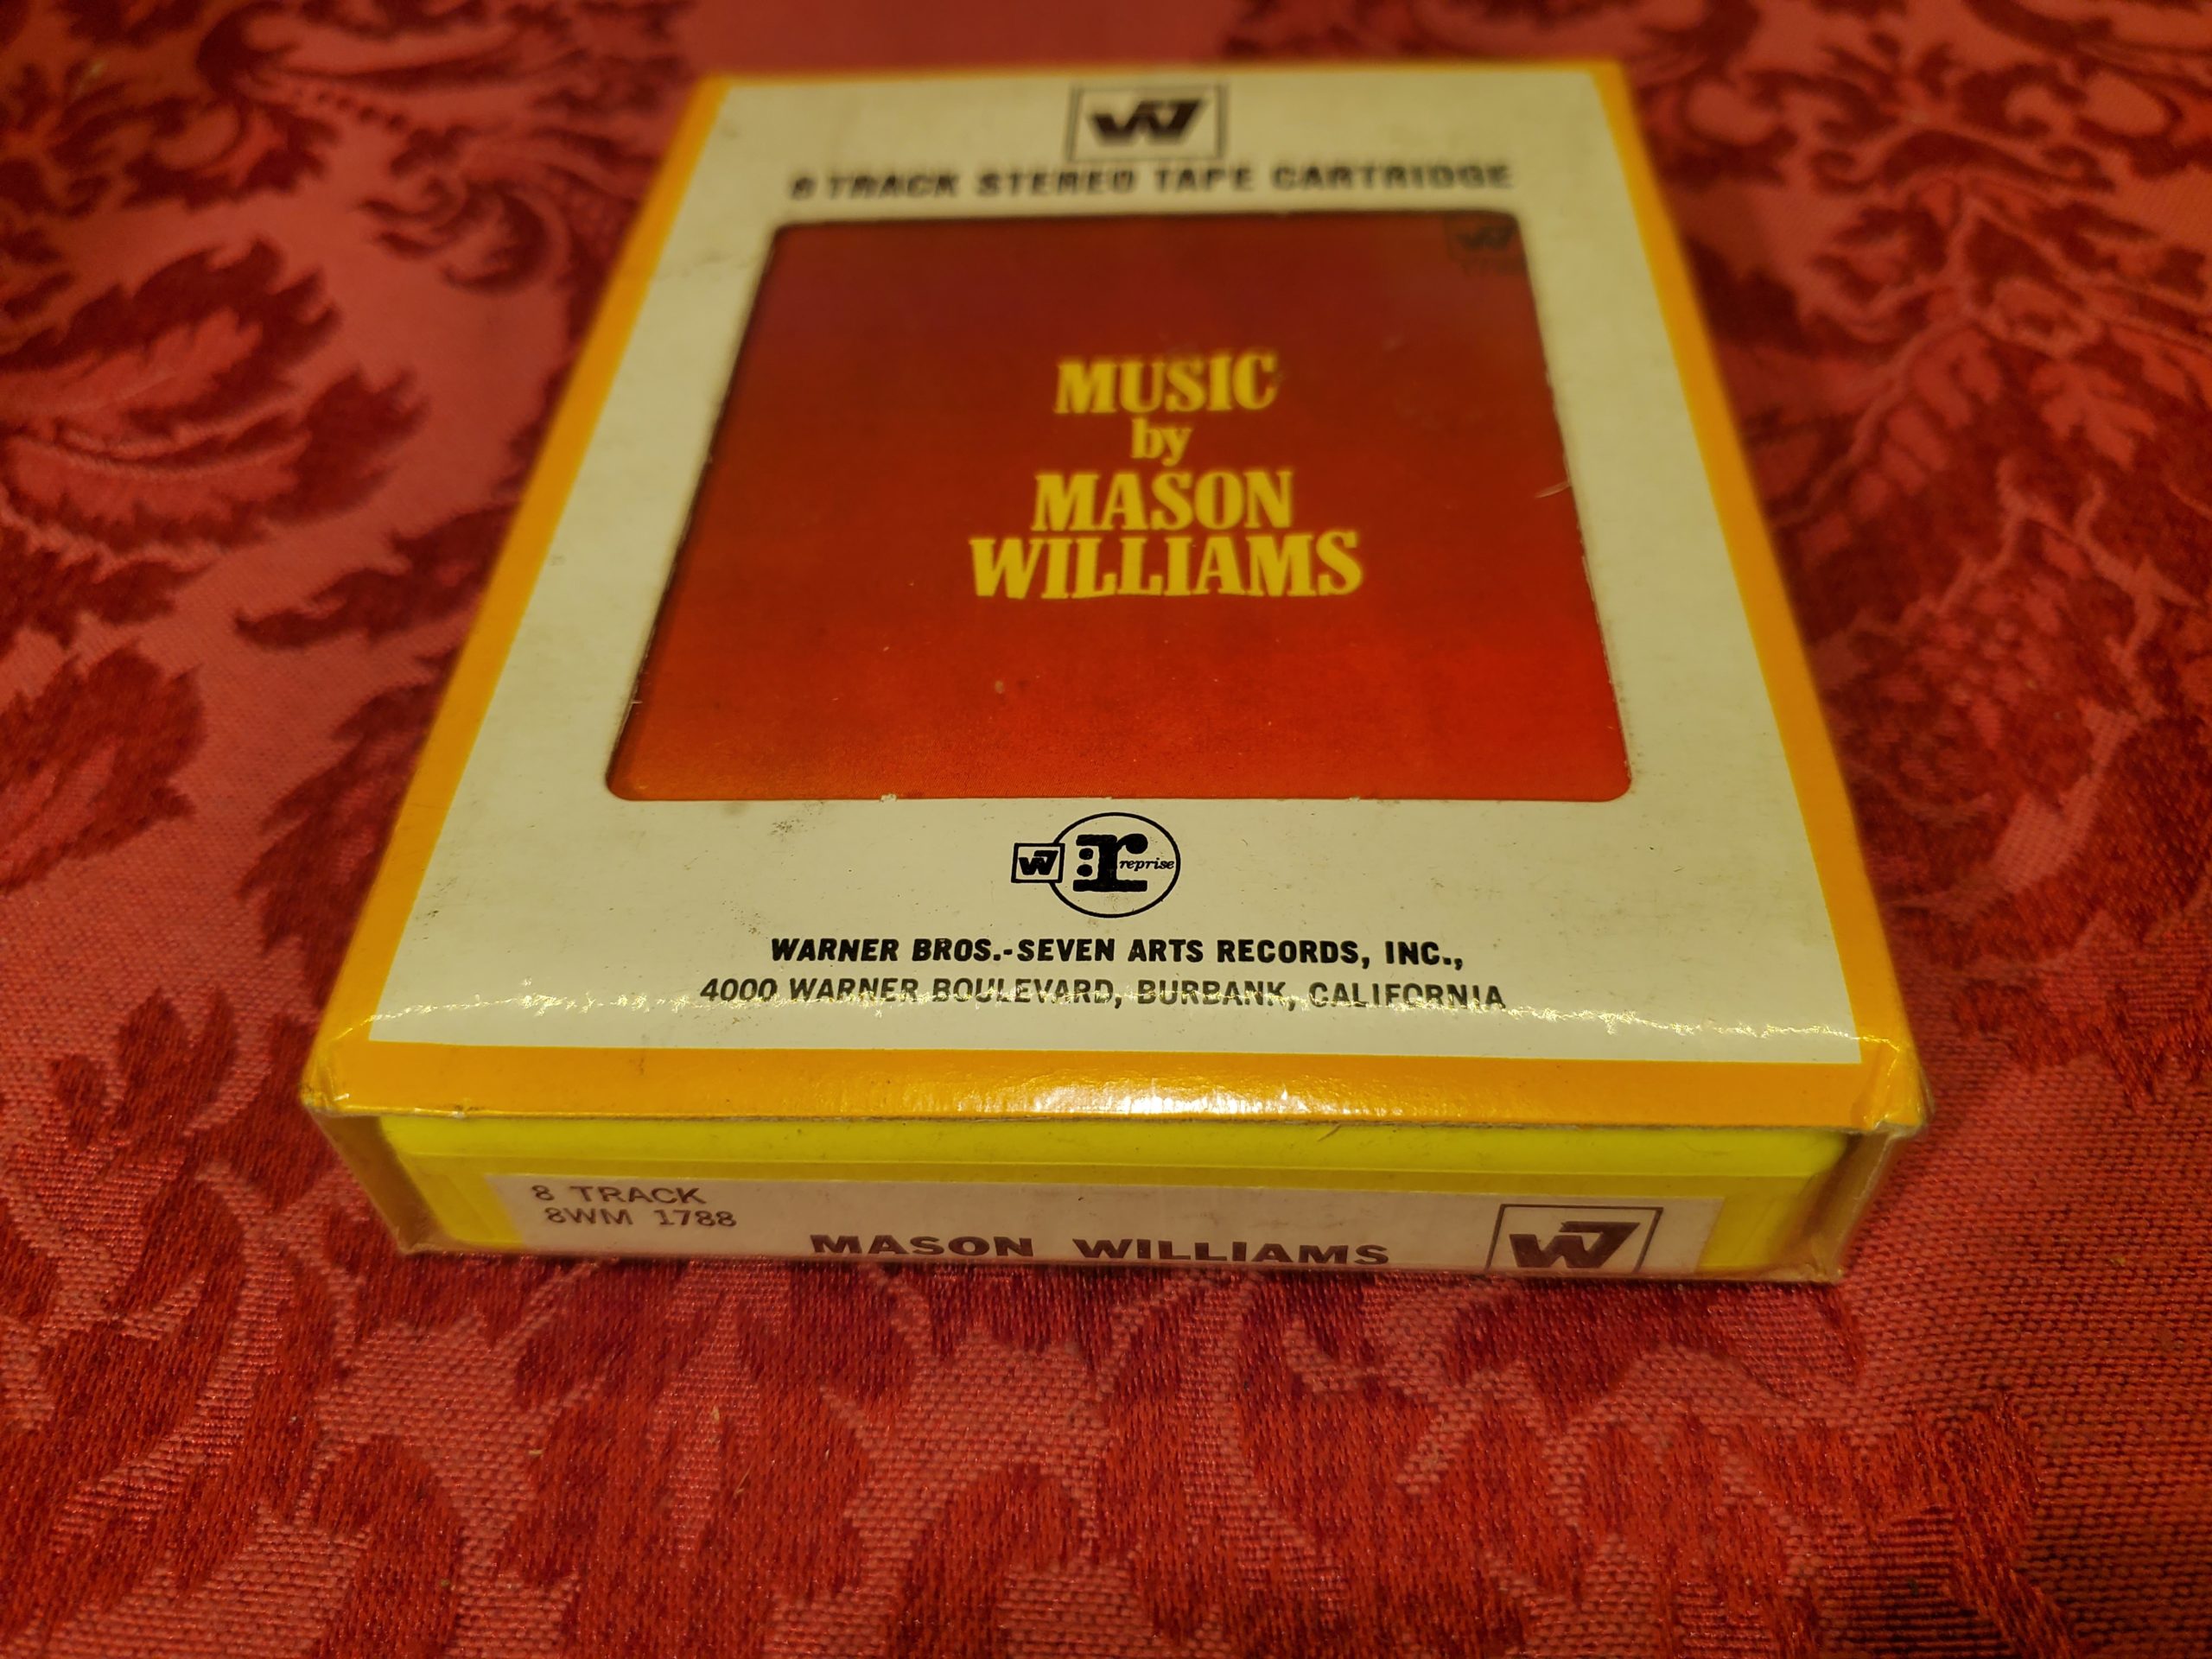 W7
8 TRACK STEREO TAPE CARTRIDGE
W7
MUSIC
by
MASON
WILLIAMS
W7 :r reprise
WARNER BROS.-SEVEN ARTS RECORDS, INC.,
4000 WARNER BOULEVARD, BURBANK, CALIFORNIA
8 TRACK
8WM 1788
MASON WILLIAMS
W7